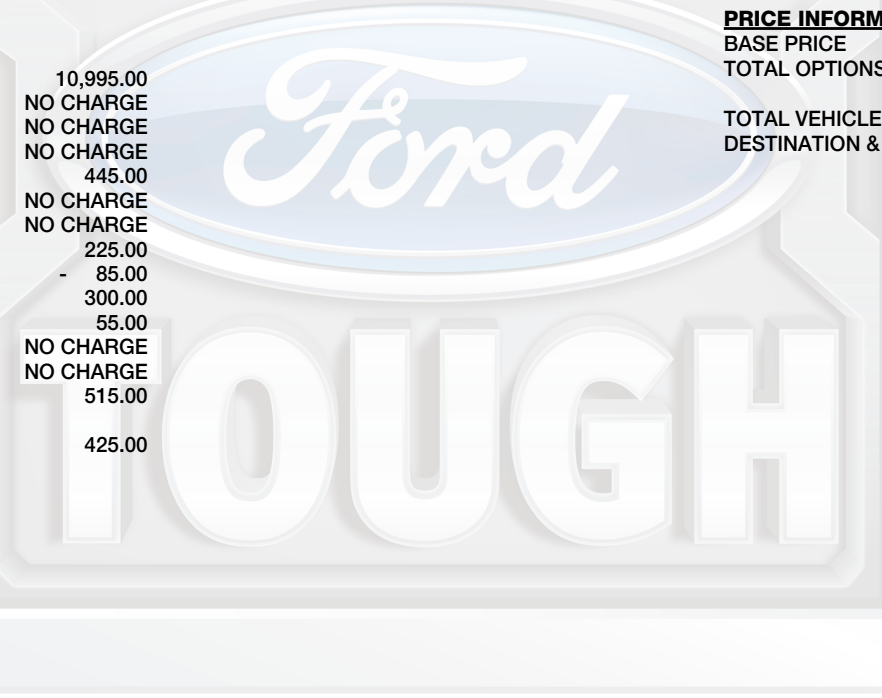 10,995.00
NO CHARGE
NO CHARGE
NO CHARGE
445.00
NO CHARGE
NO CHARGE
225.00
- 85.00
300.00
55.00
NO CHARGE
NO CHARGE
515.00
425.00
PRICE INFORM
BASE PRICE
TOTAL OPTIONS
TOTAL VEHICLE
DESTINATION &
Ford
TOUGH